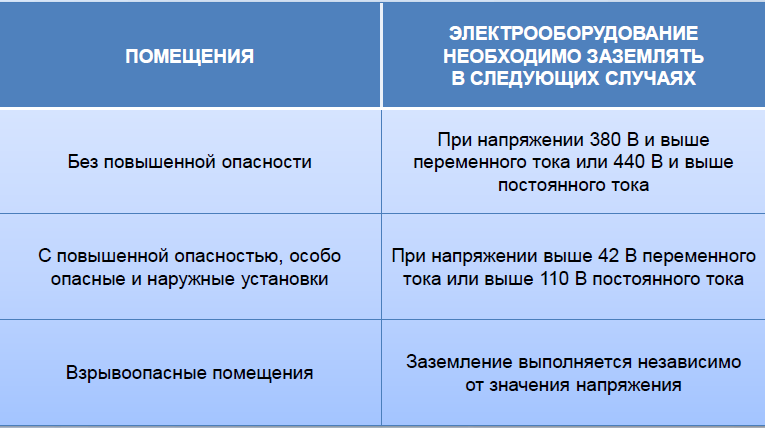 ПОМЕЩЕНИЯ
ЭЛЕКТРООБОРУДОВАНИЕ
НЕОБХОДИМО ЗАЗЕМЛЯТЬ
В СЛЕДУЮЩИХ СЛУЧАЯХ
Без повышенной опасности
При напряжении 380 В и выше
переменного тока или 440 В и выше
постоянного тока
С повышенной опасностью, особо
опасные и наружные установки
При напряжении выше 42 В переменного
тока или выше 110 В постоянного тока
Взрывоопасные помещения
Заземление выполняется независимо
от значения напряжения